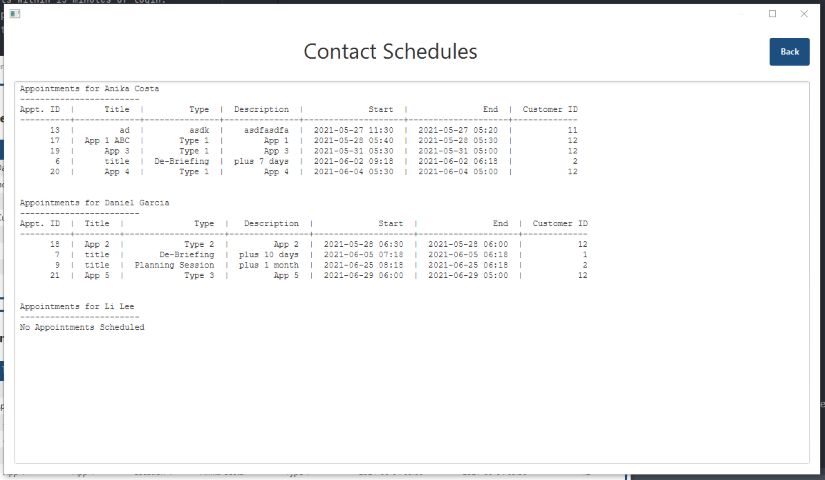 ts within 15 minutes of login.
Contact Schedules
Back
Appointments for Anika Costa
------------------------
Appt. ID | Title | Type | Description | Start | End | Customer ID
----------+-------------+---------------+---------------+--------------------+--------------------+-------------
13 | ad | asdk | asdfasdfa | 2021-05-27 11:30 | 2021-05-27 05:20 | 11
17 | App 1 ABC | Type 1 | App 1 | 2021-05-28 05:40 | 2021-05-28 05:30 | 12
19 | App 3 | Type 1 | App 3 | 2021-05-31 05:30 | 2021-05-31 05:00 | 12
6 | title | De-Briefing | plus 7 days | 2021-06-02 09:18 | 2021-06-02 06:18 | 2
20 | App 4 | Type 1 | App 4 | 2021-06-04 05:30 | 2021-06-04 05:00 | 12
Appointments for Daniel Garcia
------------------------
Appt. ID | Title | Type | Description | Start | End | Customer ID
----------+---------+--------------------+----------------+--------------------+--------------------+-------------
18 | App 2 | Type 2 | App 2 | 2021-05-28 06:30 | 2021-05-28 06:00 | 12
7 | title | De-Briefing | plus 10 days | 2021-06-05 07:18 | 2021-06-05 06:18 | 1
9 | title | Planning Session | plus 1 month | 2021-06-25 08:18 | 2021-06-25 06:18 | 2
21 | App 5 | Type 3 | App 5 | 2021-06-29 06:00 | 2021-06-29 05:00 | 12
Appointments for Li Lee
------------------------
No Appointments Scheduled